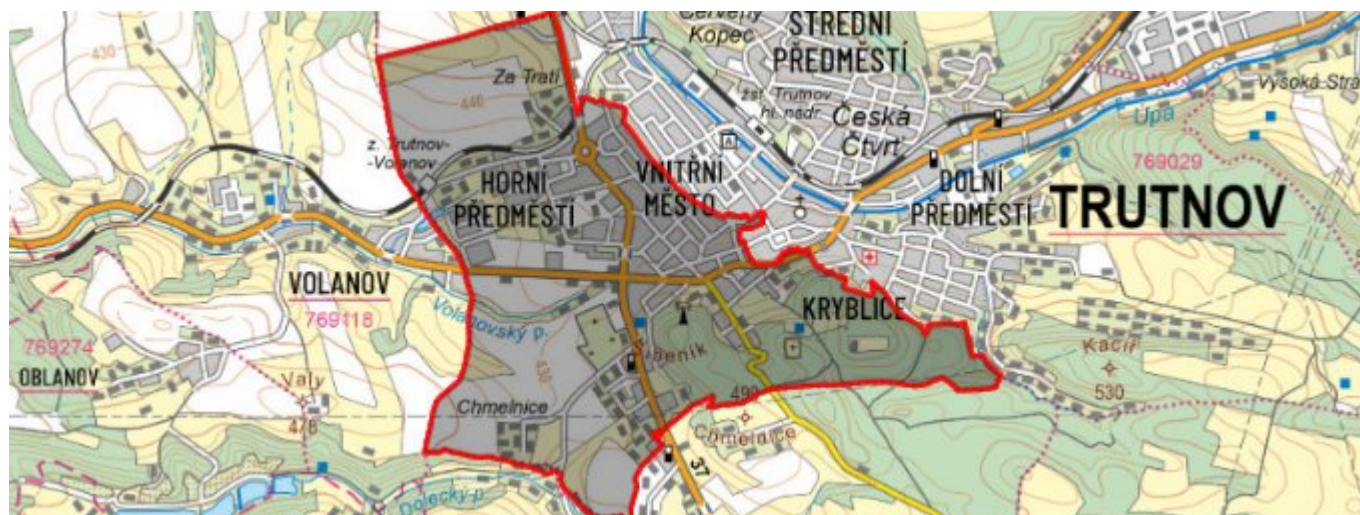 Červený
Kopec
STŘEDNÍ
PŘEDMĚSTÍ
430
Za Tratí
440
žst. Trutnov
hl. nádr.
Česká
Čtvrť
Vysoká Stra
Úpa
769029
z. Trutnov-
-Volanov
HORNÍ
PŘEDMĚSTÍ
VNITŘNÍ
MĚSTO
DOLNÍ
PŘEDMĚSTÍ
TRUTNOV
VOLANOV
769118
Volanovský p.
KRYBLICE
769274
OBLANOV
Valy
478
430
Kacíř
530
Chmelnice
490
Chmelnice
37
Dolecký p.